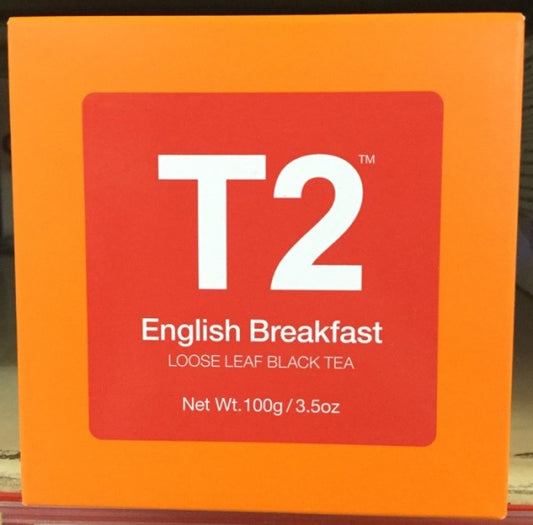 T2™
English Breakfast
LOOSE LEAF BLACK TEA
Net Wt.100g/3.5oz